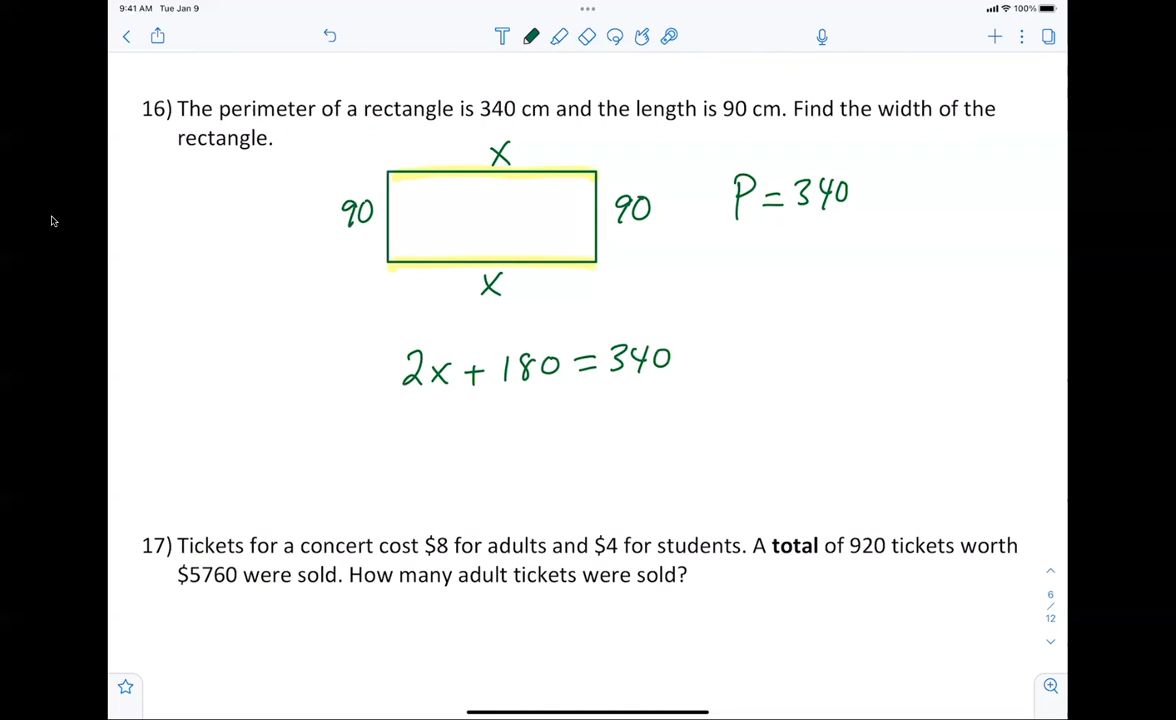 9:41 AM Tue Jan 9
100%
16) The perimeter of a rectangle is 340 cm and the length is 90 cm. Find the width of the
rectangle.
x
90
90
P = 340
x
2x + 180 = 340
17) Tickets for a concert cost $8 for adults and $4 for students. A total of 920 tickets worth
$5760 were sold. How many adult tickets were sold?
6
/
12